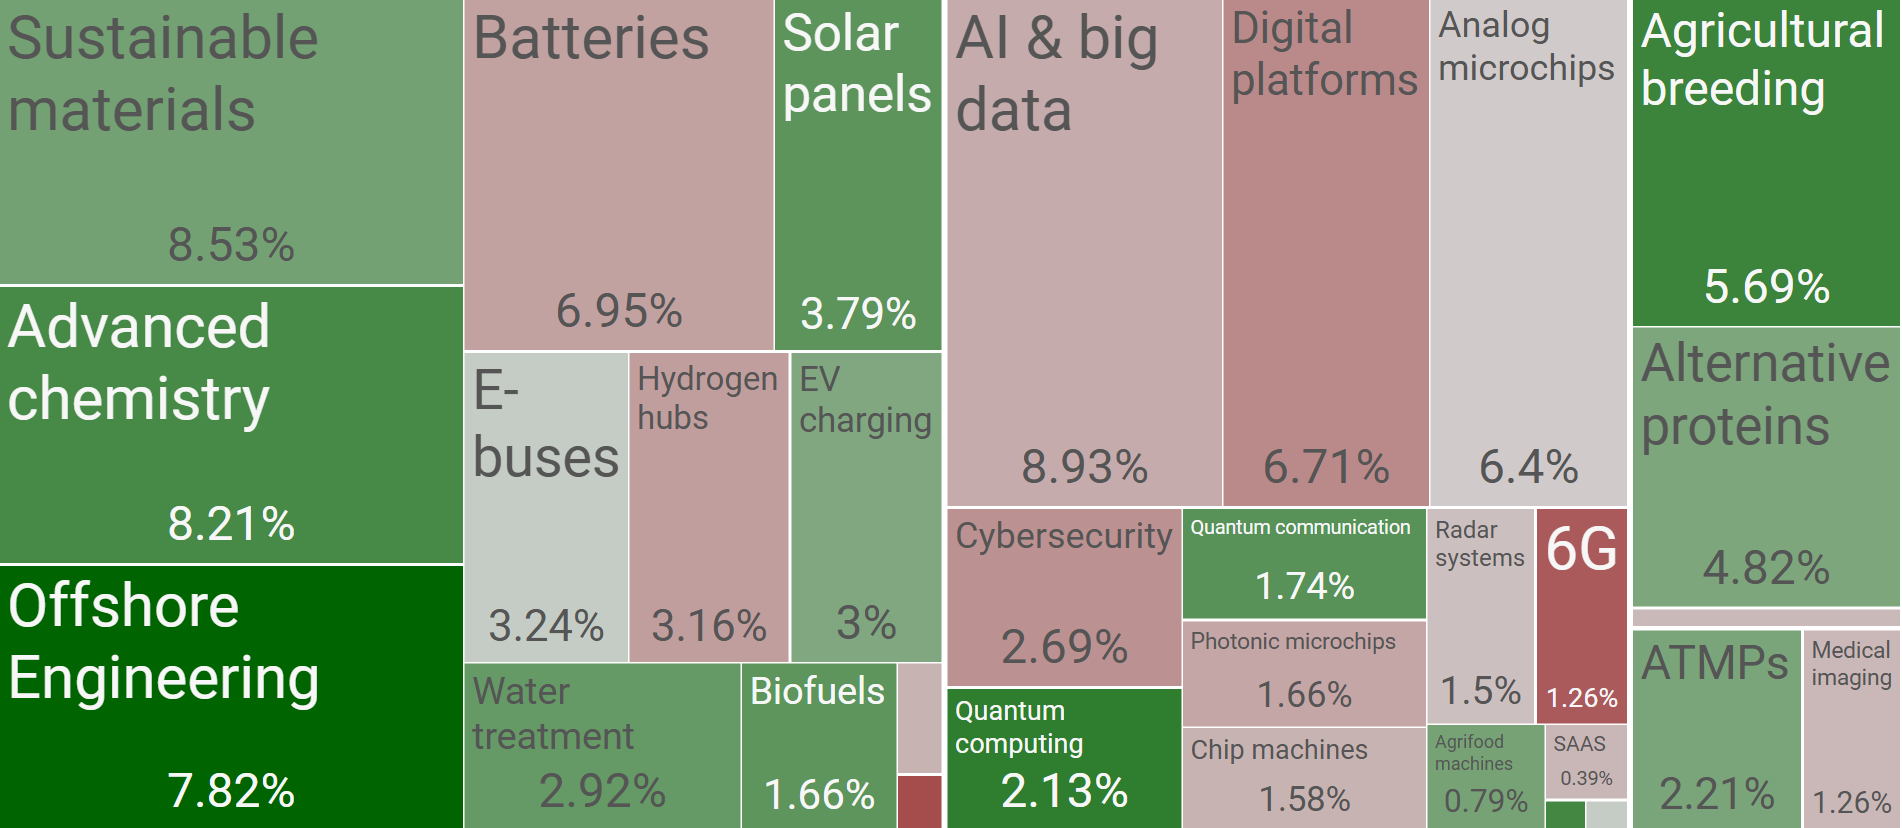 Sustainable
materials
8.53%
Advanced
chemistry
8.21%
Offshore
Engineering
7.82%
Batteries
6.95%
Solar
panels
3.79%
E-
buses
3.24%
Hydrogen
hubs
3.16%
EV
charging
3%
Water
treatment
2.92%
Biofuels
1.66%
AI & big
data
8.93%
Digital
platforms
6.71%
Analog
microchips
6.4%
Cybersecurity
2.69%
Quantum
computing
2.13%
Quantum communication
1.74%
Photonic microchips
1.66%
Chip machines
1.58%
Radar
systems
1.5%
6G
1.26%
Agrifood
machines
0.79%
SAAS
0.39%
Agricultural
breeding
5.69%
Alternative
proteins
4.82%
ATMPs
2.21%
Medical
imaging
1.26%